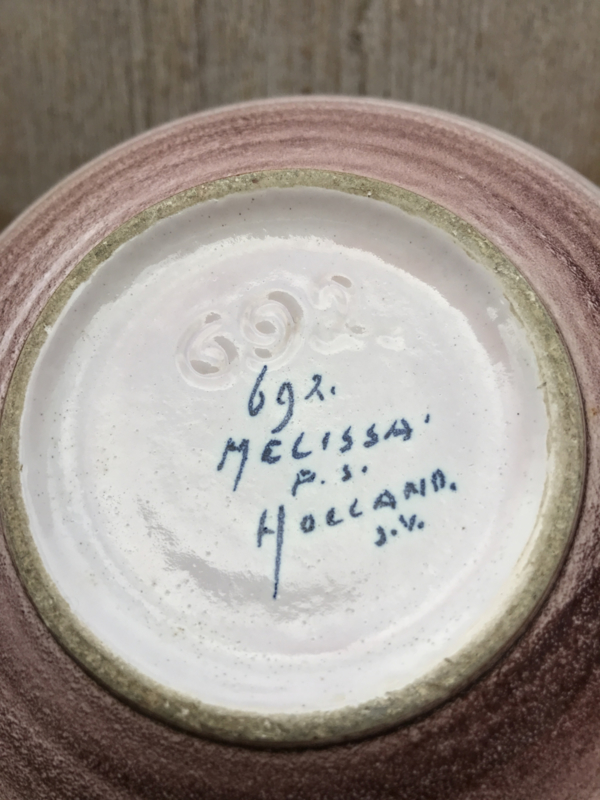 692
692.
MELISSA.
P. S.
HOLLAND.
J.V.